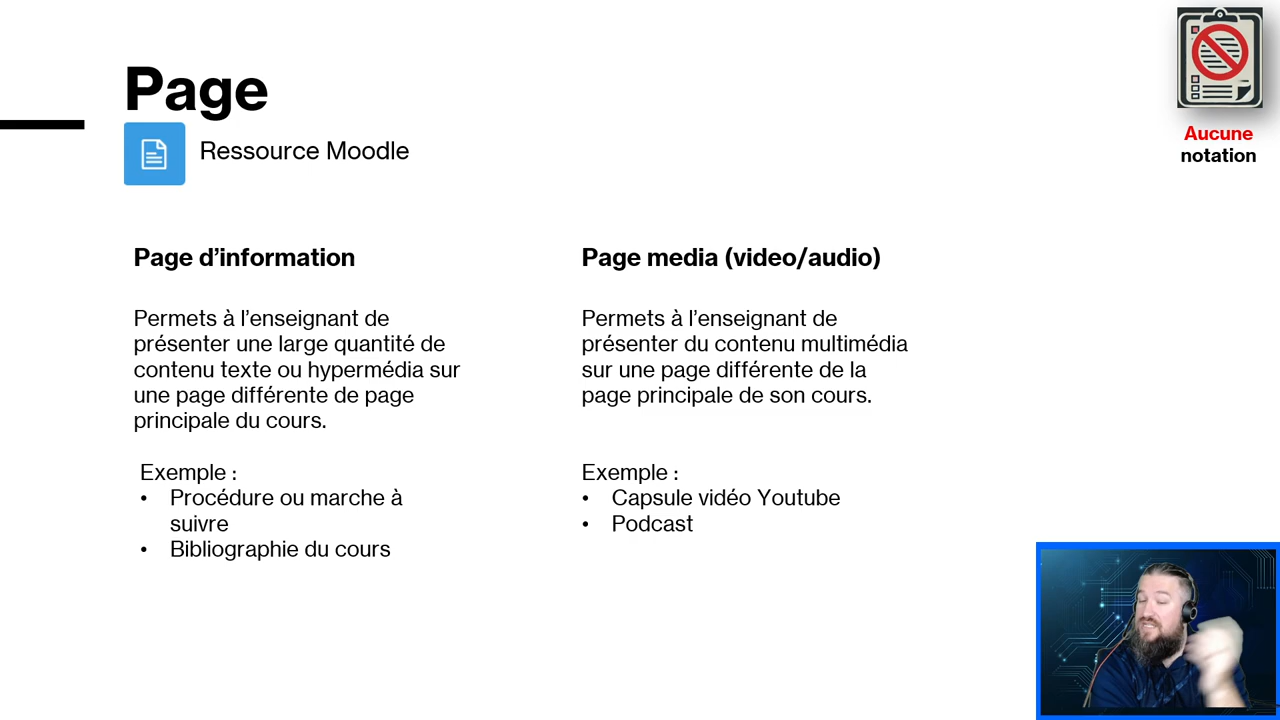 Page
Ressource Moodle
Aucune
notation
Page d’information
Permets à l’enseignant de
présenter une large quantité de
contenu texte ou hypermédia sur
une page différente de page
principale du cours.
Exemple :
• Procédure ou marche à
suivre
• Bibliographie du cours
Page media (video/audio)
Permets à l’enseignant de
présenter du contenu multimédia
sur une page différente de la
page principale de son cours.
Exemple :
• Capsule vidéo Youtube
• Podcast